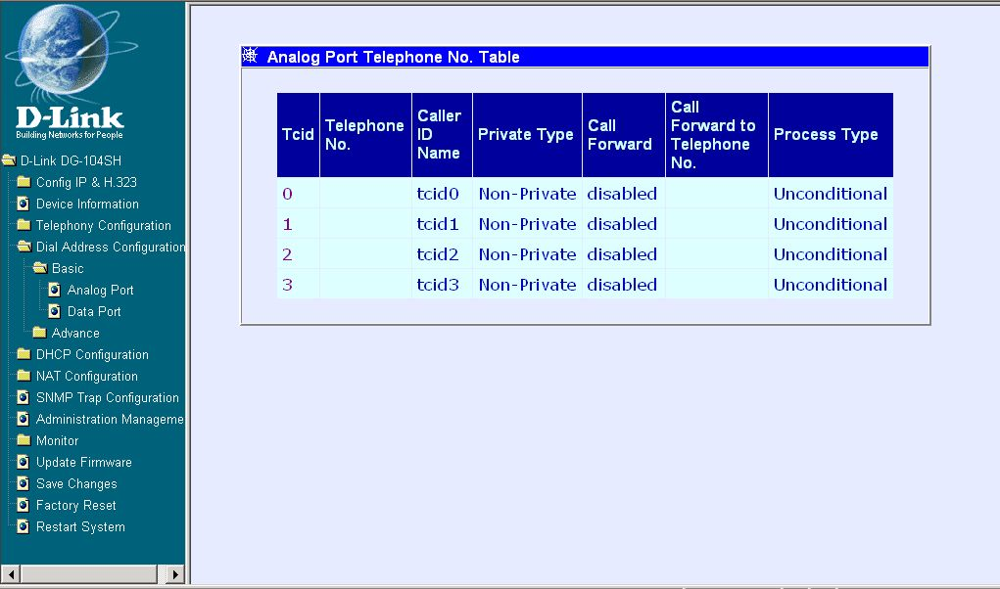 D-Link
Building Networks for People
D-Link DG-104SH
Config IP & H.323
Device Information
Telephony Configuration
Dial Address Configuration
Basic
Analog Port
Data Port
Advance
DHCP Configuration
NAT Configuration
SNMP Trap Configuration
Administration Manageme
Monitor
Update Firmware
Save Changes
Factory Reset
Restart System
Analog Port Telephone No. Table
Tcid Telephone No. Caller ID Name Private Type Call Forward Call Forward to Telephone No. Process Type
0 tcid0 Non-Private disabled Unconditional
1 tcid1 Non-Private disabled Unconditional
2 tcid2 Non-Private disabled Unconditional
3 tcid3 Non-Private disabled Unconditional